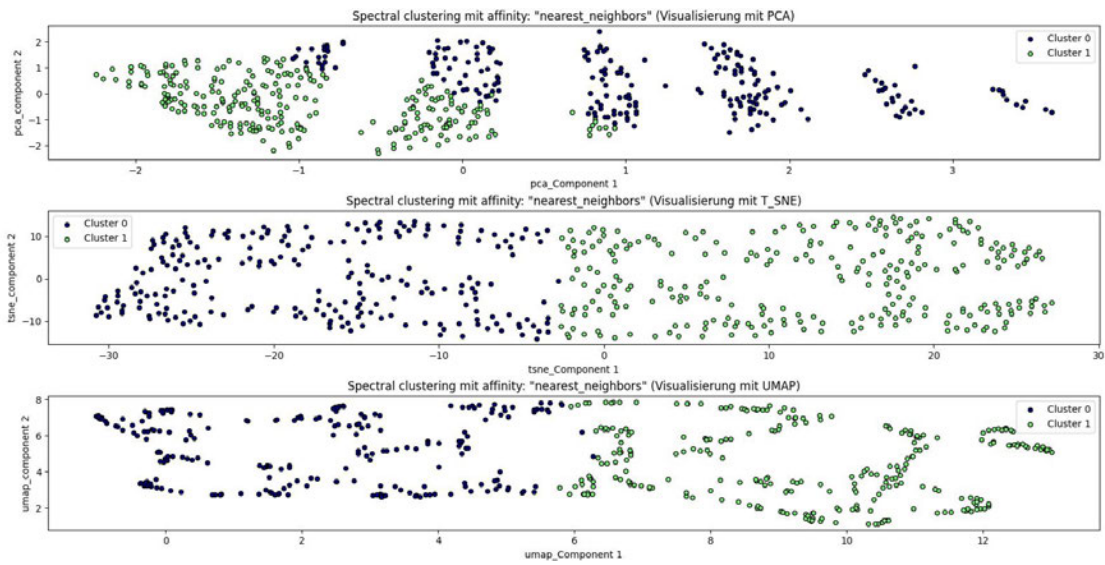 Spectral clustering mit affinity: "nearest_neighbors" (Visualisierung mit PCA)
pca_component 2
2
1
0
−1
−2
Cluster 0
Cluster 1
−2 −1 0 1 2 3
pca_Component 1
Spectral clustering mit affinity: "nearest_neighbors" (Visualisierung mit T_SNE)
tsne_component 2
10
0
−10
Cluster 0
Cluster 1
−30 −20 −10 0 10 20 30
tsne_Component 1
Spectral clustering mit affinity: "nearest_neighbors" (Visualisierung mit UMAP)
umap_component 2
8
6
4
2
Cluster 0
Cluster 1
0 2 4 6 8 10 12
umap_Component 1